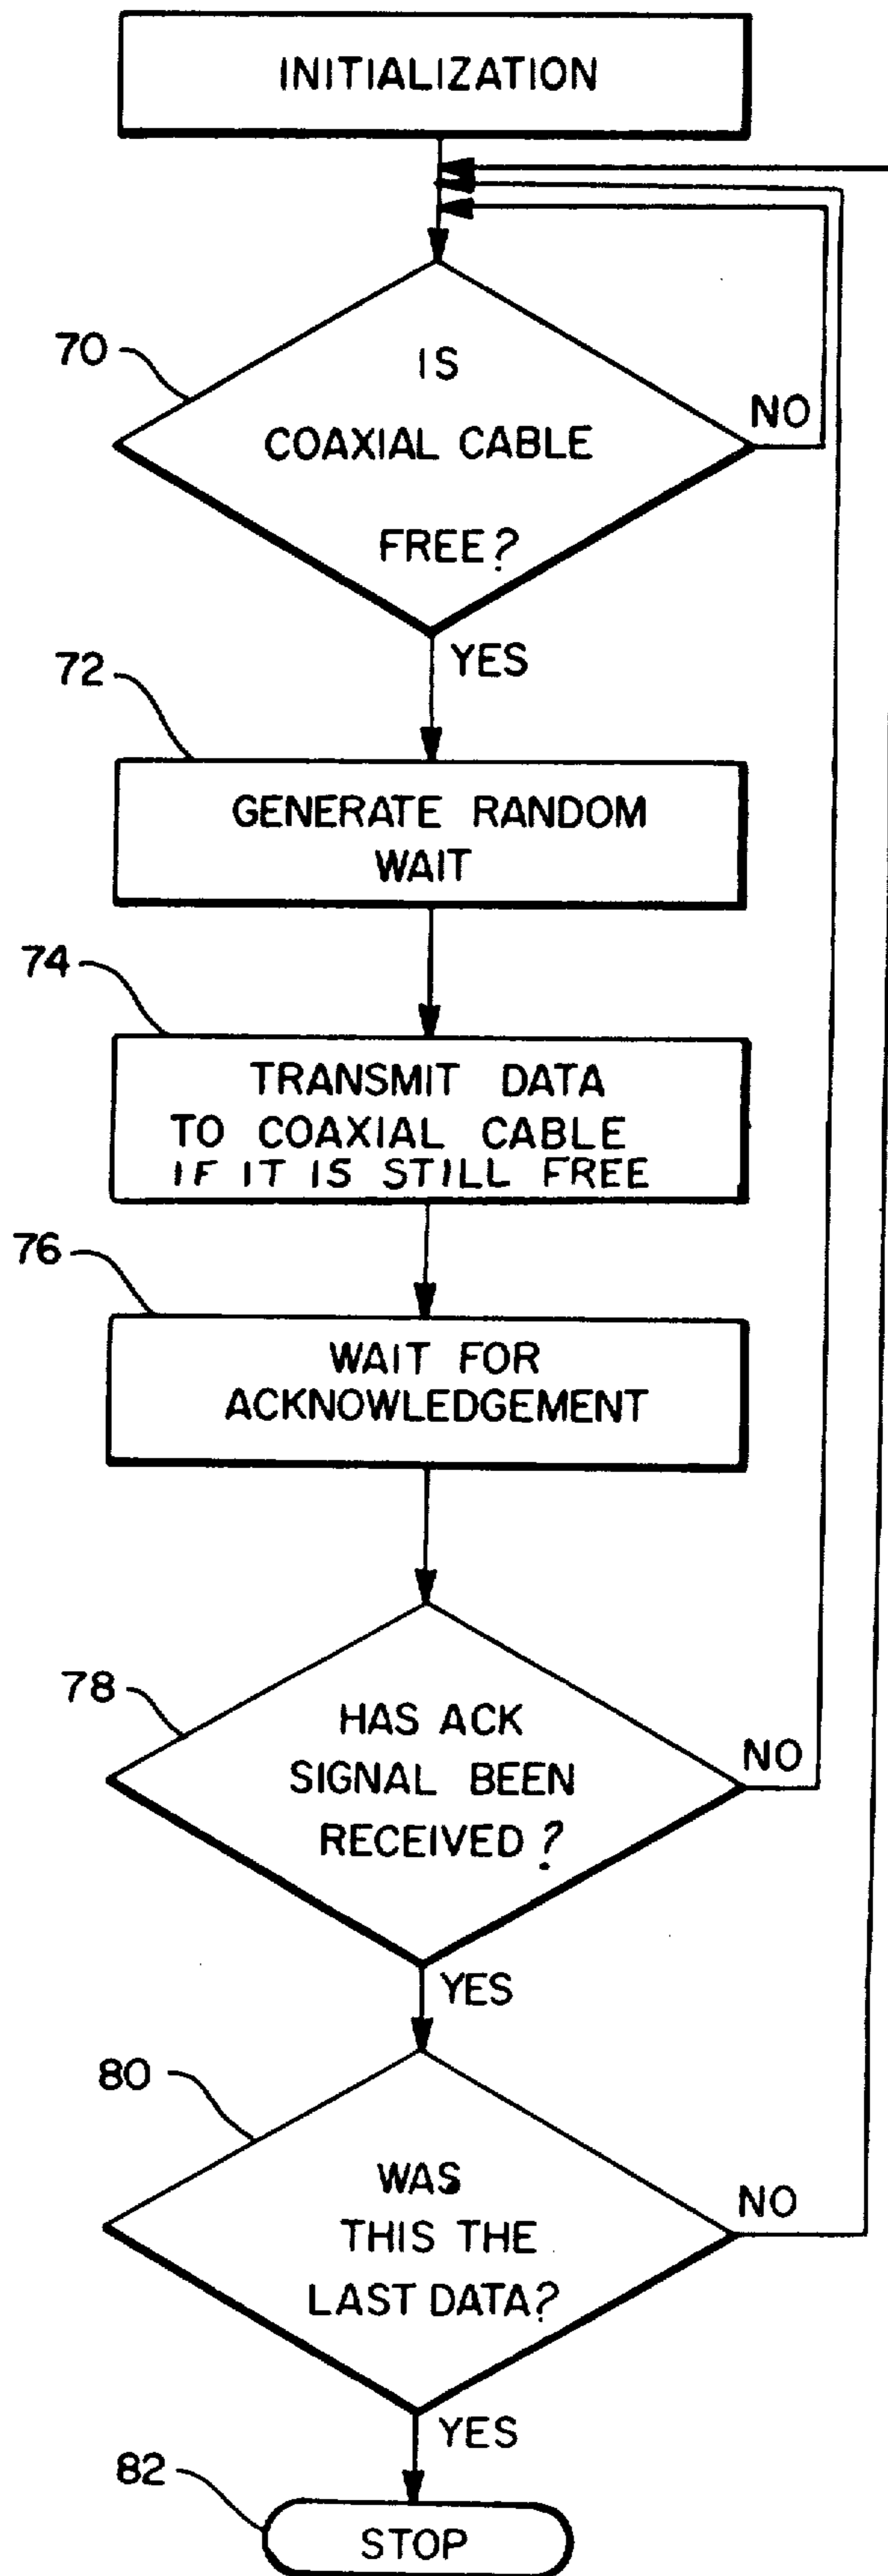 INITIALIZATION
70
IS
COAXIAL CABLE
FREE?
NO
YES
72
GENERATE RANDOM
WAIT
74
TRANSMIT DATA
TO COAXIAL CABLE
IF IT IS STILL FREE
76
WAIT FOR
ACKNOWLEDGEMENT
78
HAS ACK
SIGNAL BEEN
RECEIVED?
NO
YES
80
WAS
THIS THE
LAST DATA?
NO
YES
82
STOP